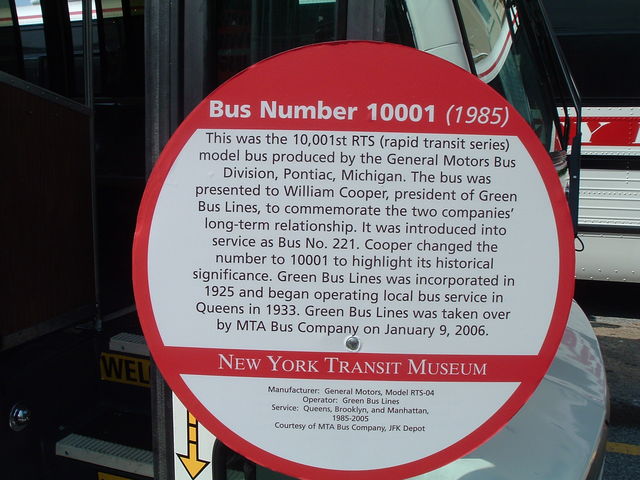 Bus Number 10001 (1985)
This was the 10,001st RTS (rapid transit series)
model bus produced by the General Motors Bus
Division, Pontiac, Michigan. The bus was
presented to William Cooper, president of Green
Bus Lines, to commemorate the two companies'
long-term relationship. It was introduced into
service as Bus No. 221. Cooper changed the
number to 10001 to highlight its historical
significance. Green Bus Lines was incorporated in
1925 and began operating local bus service in
Queens in 1933. Green Bus Lines was taken over
by MTA Bus Company on January 9, 2006.
NEW YORK TRANSIT MUSEUM
Manufacturer: General Motors, Model RTS-04
Operator: Green Bus Lines
Service: Queens, Brooklyn, and Manhattan,
1985-2005
Courtesy of MTA Bus Company, JFK Depot
WEL
Y